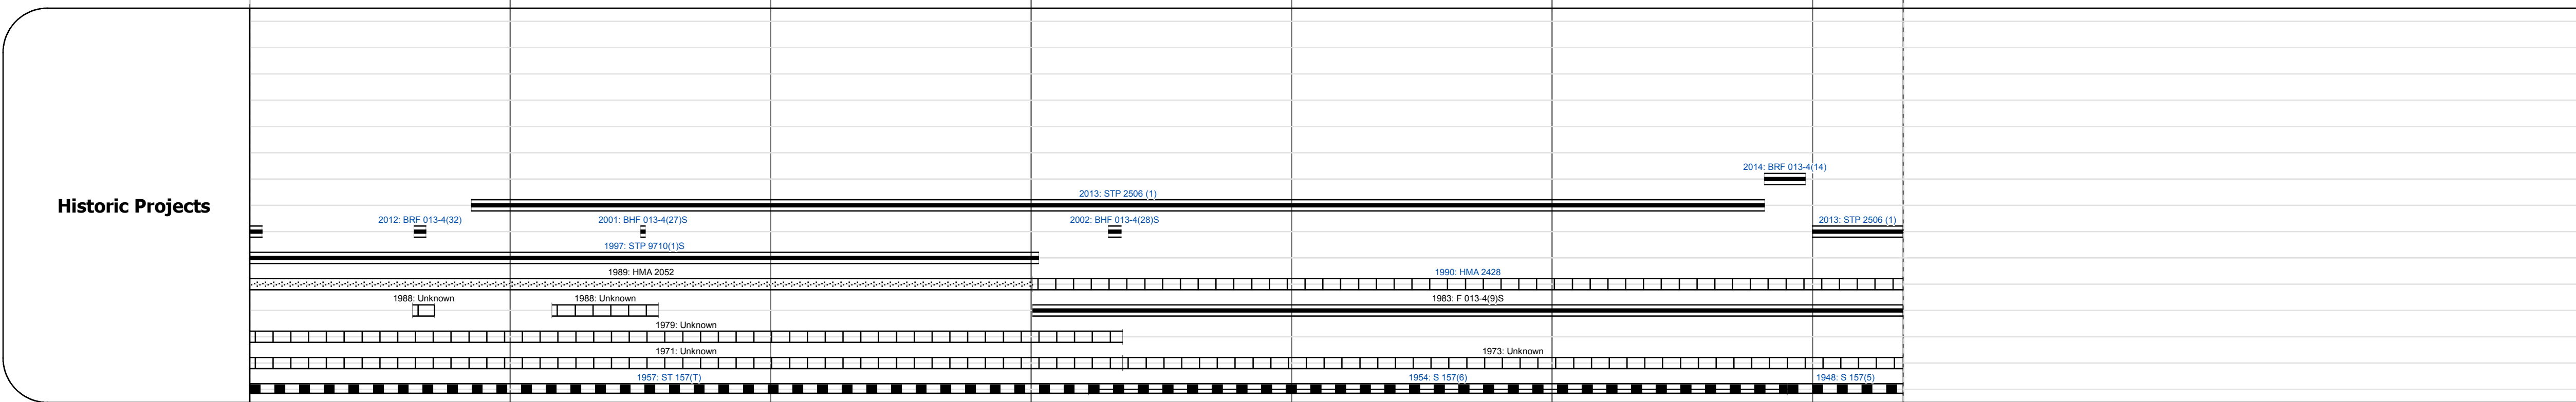 2014: BRF 013-4(14)
2013: STP 2506 (1)
Historic Projects
2012: BRF 013-4(32)
2001: BHF 013-4(27)S
2002: BHF 013-4(28)S
2013: STP 2506 (1)
1997: STP 9710(1)S
1989: HMA 2052
1990: HMA 2428
1988: Unknown
1988: Unknown
1983: F 013-4(9)S
1979: Unknown
1971: Unknown
1973: Unknown
1957: ST 157(T)
1954: S 157(6)
1948: S 157(5)